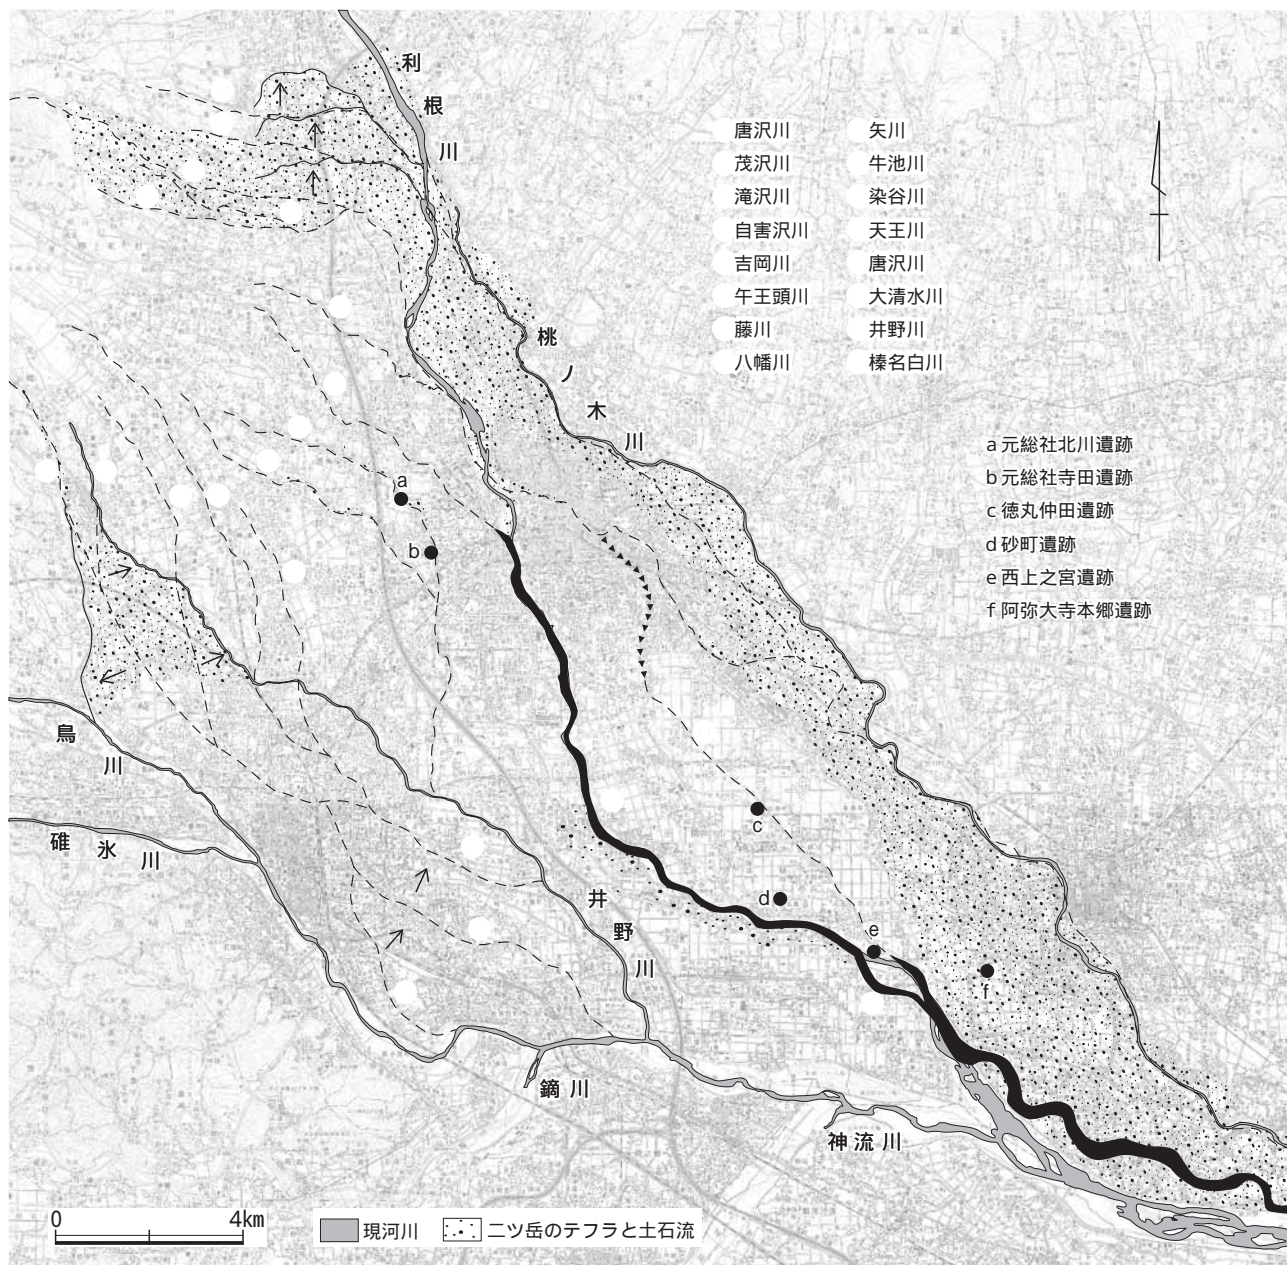 利根川
唐沢川
茂沢川
滝沢川
自害沢川
吉岡川
午王頭川
藤川
八幡川
矢川
牛池川
染谷川
天王川
唐沢川
大清水川
井野川
榛名白川
桃ノ木川
a 元総社北川遺跡
b 元総社寺田遺跡
c 徳丸仲田遺跡
d 砂町遺跡
e 西上之宮遺跡
f 阿弥大寺本郷遺跡
a
b
c
d
e
f
烏川
碓氷川
井野川
鏑川
神流川
0 4km
現河川
二ツ岳のテフラと土石流